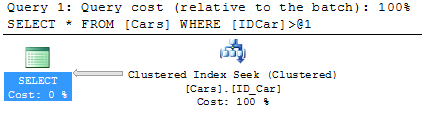 Query 1: Query cost (relative to the batch): 100%
SELECT * FROM [Cars] WHERE [IDCar]>@1
SELECT
Cost: 0 %
Clustered Index Seek (Clustered)
[Cars].[ID_Car]
Cost: 100 %